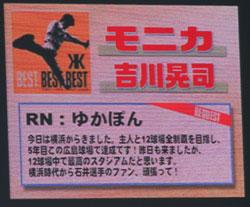 モニカ
吉川晃司
BEST BEST BEST
REQUEST
RN：ゆかぽん
今日は横浜からきました。主人と12球場全制覇を目指し、
5年目この広島球場で達成です！昨日も来ましたが、
12球場中で最高のスタジアムだと思います。
横浜時代から石井選手のファン、頑張って！